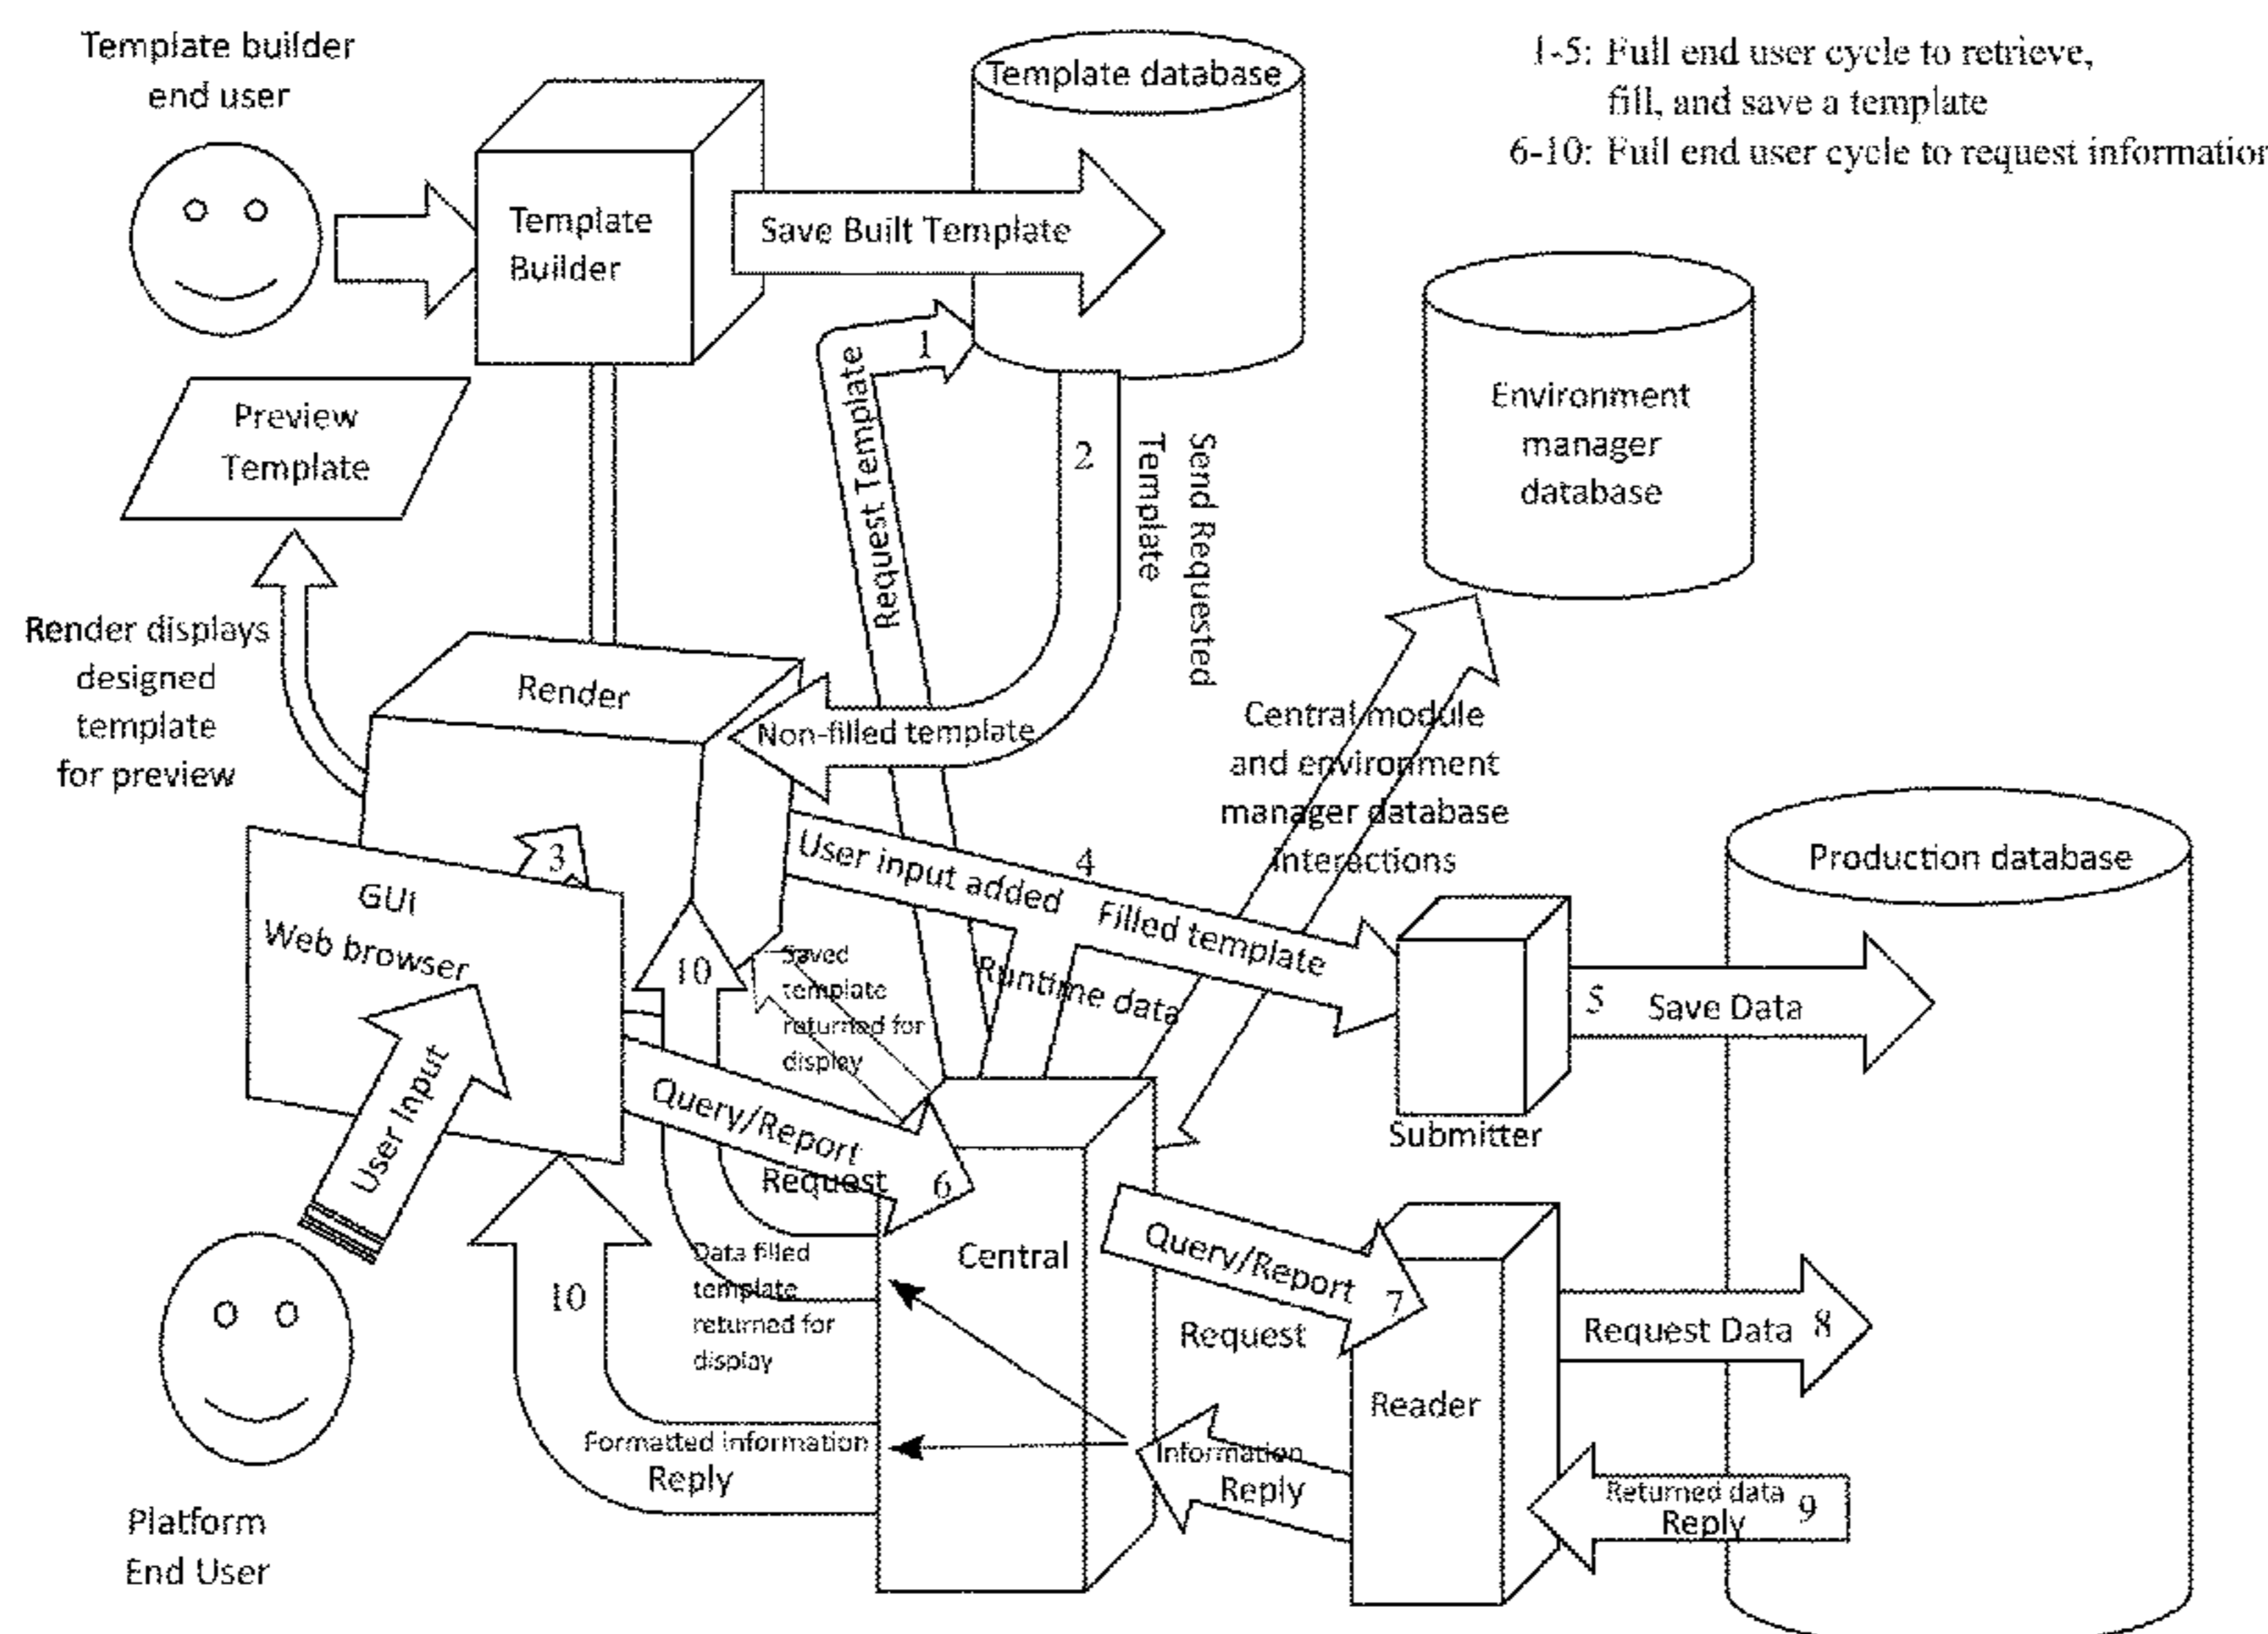 Template builder
end user
Template
Builder
Template database
Save Built Template
1-5: Full end user cycle to retrieve,
fill, and save a template
6-10: Full end user cycle to request information
Preview
Template
1
Request Template
2
Send Requested
Template
Environment
manager
database
Render displays
designed
template
for preview
Render
Non-filled template
Central module
and environment
manager database
interactions
Production database
3
GUI
Web browser
User input added
4
Filled template
Runtime data
10
Saved
template
returned for
display
5
Save Data
Submitter
User Input
Query/Report
Request
6
Central
Query/Report
7
Request
Data filled
template
returned for
display
10
Request Data 8
Reader
Formatted information
Reply
Information
Reply
Returned data
Reply
9
Platform
End User